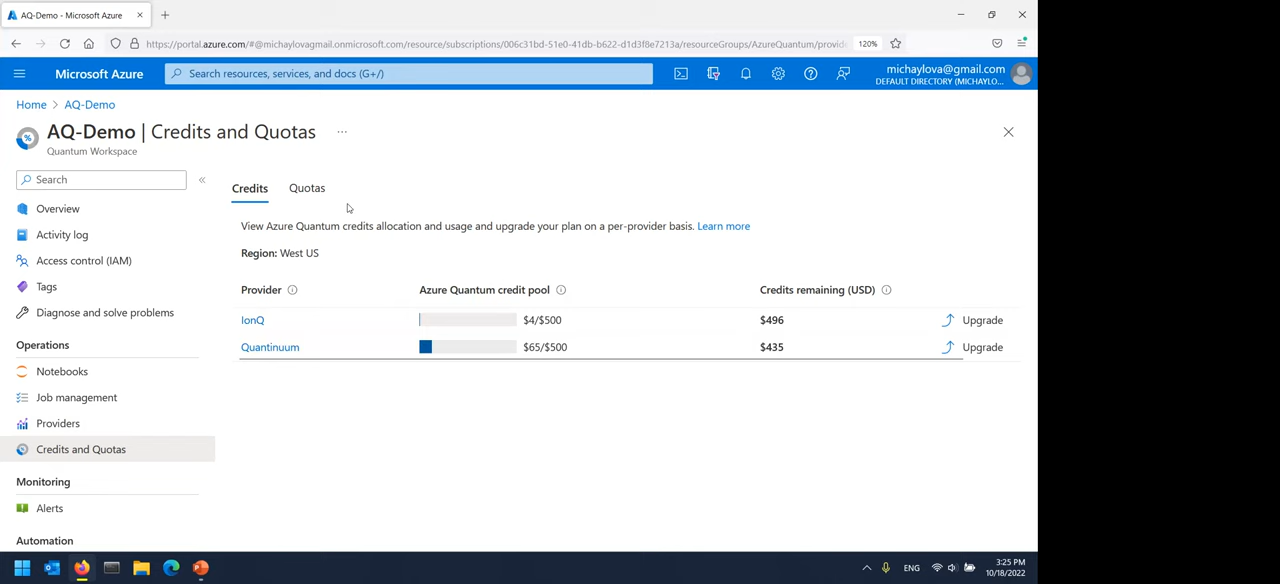 AQ-Demo - Microsoft Azure
https://portal.azure.com/#@michaylovagmail.onmicrosoft.com/resource/subscriptions/006c31bd-51e0-41db-b622-d1d3f8e7213a/resourceGroups/AzureQuantum/provid
120%
Microsoft Azure
Search resources, services, and docs (G+/)
michaylova@gmail.com
DEFAULT DIRECTORY (MICHAYLO...
Home > AQ-Demo
AQ-Demo | Credits and Quotas ...
Quantum Workspace
Search
Overview
Activity log
Access control (IAM)
Tags
Diagnose and solve problems
Operations
Notebooks
Job management
Providers
Credits and Quotas
Monitoring
Alerts
Automation
Credits Quotas
View Azure Quantum credits allocation and usage and upgrade your plan on a per-provider basis. Learn more
Region: West US
Provider Azure Quantum credit pool Credits remaining (USD)
IonQ $4/$500 $496 Upgrade
Quantinuum $65/$500 $435 Upgrade
ENG
3:25 PM
10/18/2022